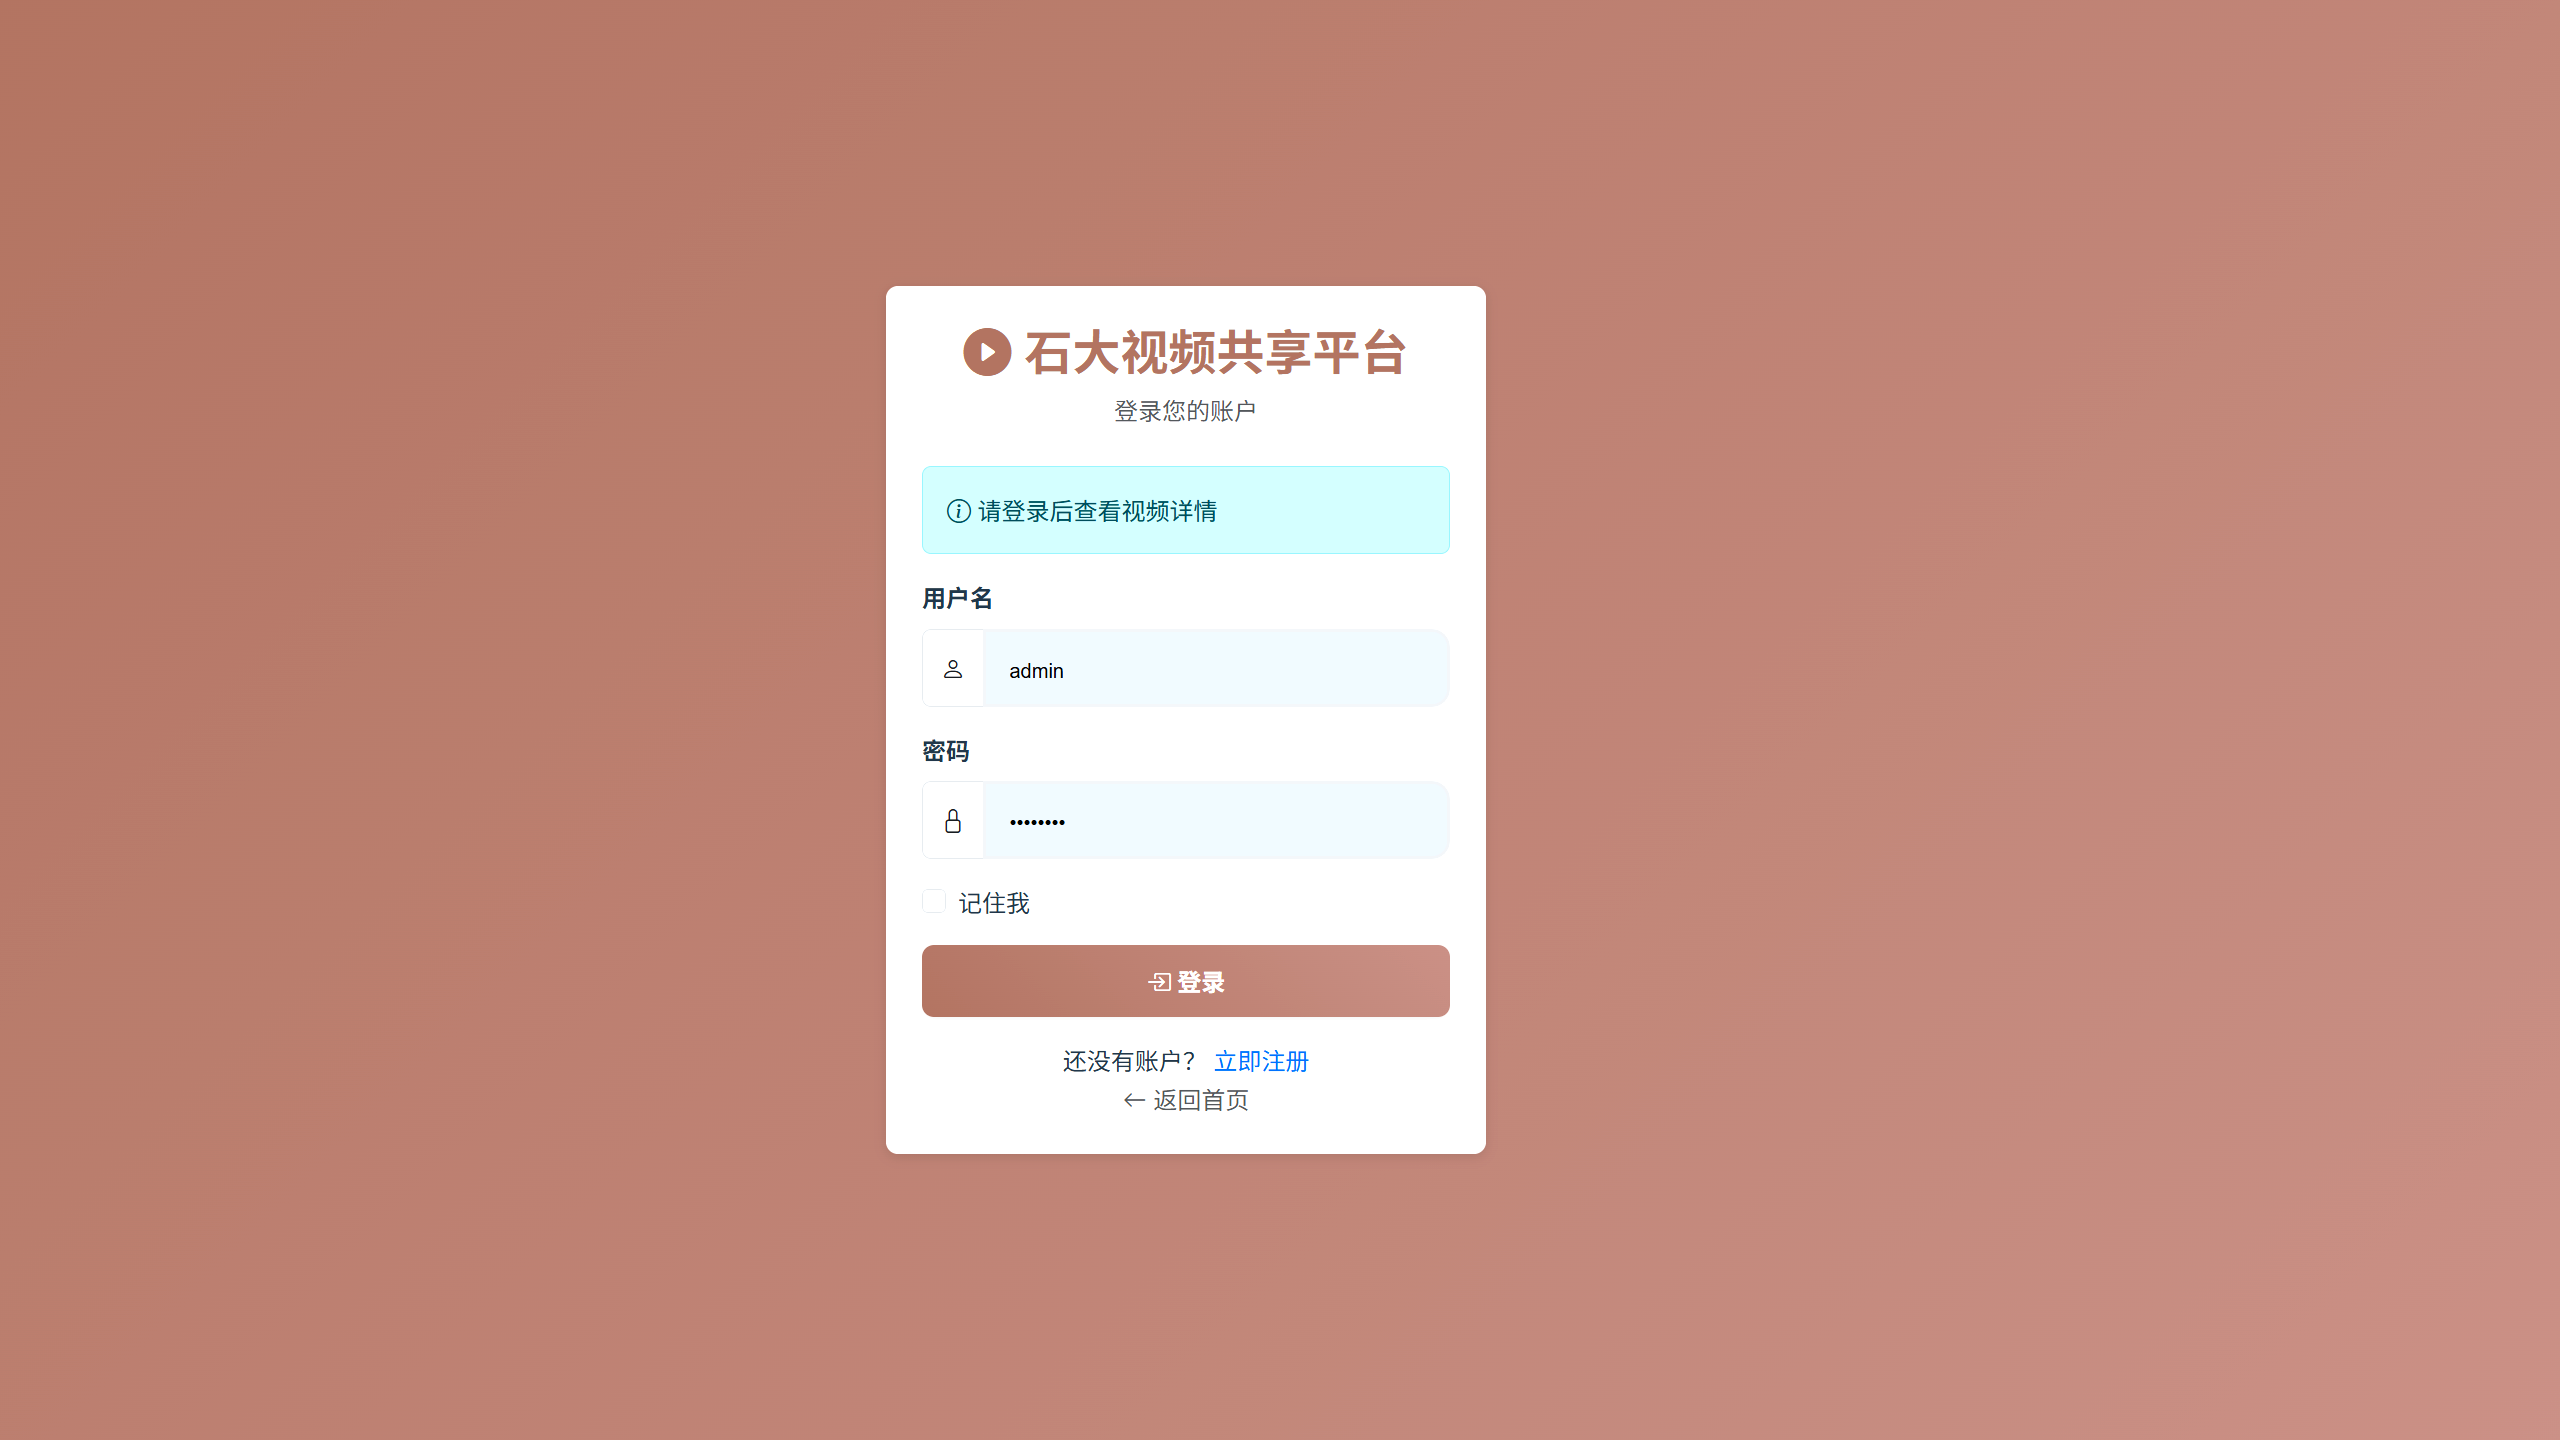 石大视频共享平台
登录您的账户
请登录后查看视频详情
用户名
admin
密码
••••••••
记住我
登录
还没有账户？ 立即注册
← 返回首页